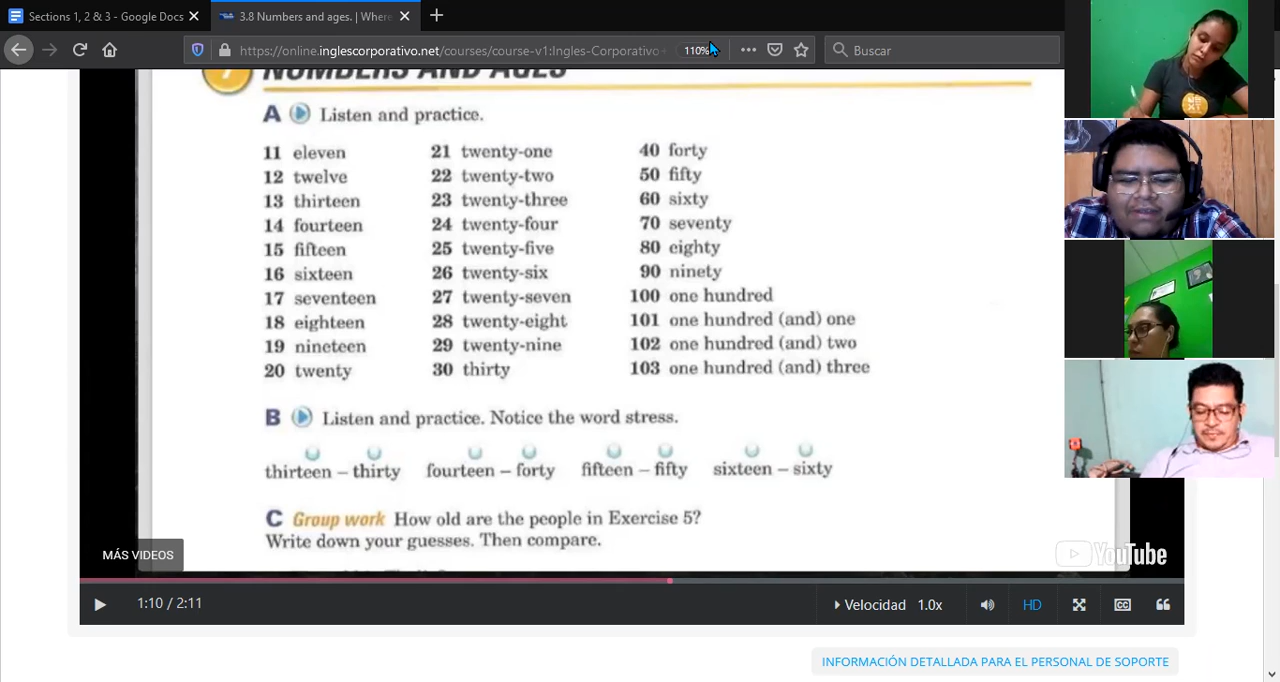 Sections 1, 2 & 3 - Google Docs
3.8 Numbers and ages. | Where
https://online.inglescorporativo.net/courses/course-v1:Ingles-Corporativo+
110%
Buscar
7 NUMBERS AND AGES
A Listen and practice.
11 eleven 21 twenty-one 40 forty
12 twelve 22 twenty-two 50 fifty
13 thirteen 23 twenty-three 60 sixty
14 fourteen 24 twenty-four 70 seventy
15 fifteen 25 twenty-five 80 eighty
16 sixteen 26 twenty-six 90 ninety
17 seventeen 27 twenty-seven 100 one hundred
18 eighteen 28 twenty-eight 101 one hundred (and) one
19 nineteen 29 twenty-nine 102 one hundred (and) two
20 twenty 30 thirty 103 one hundred (and) three
B Listen and practice. Notice the word stress.
thirteen – thirty fourteen – forty fifteen – fifty sixteen – sixty
C Group work How old are the people in Exercise 5?
Write down your guesses. Then compare.
MÁS VIDEOS
YouTube
1:10 / 2:11
Velocidad 1.0x
HD
CC
INFORMACIÓN DETALLADA PARA EL PERSONAL DE SOPORTE